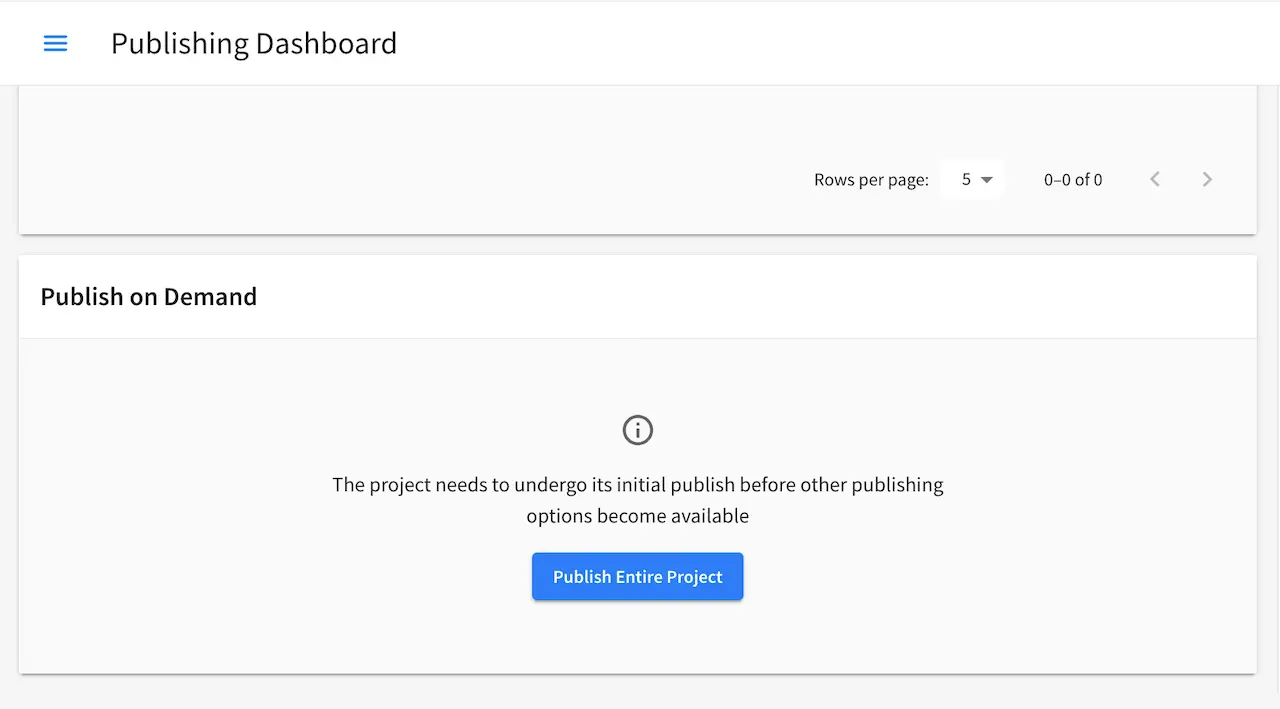 Publishing Dashboard
Rows per page: 5 0–0 of 0
Publish on Demand
The project needs to undergo its initial publish before other publishing
options become available
Publish Entire Project